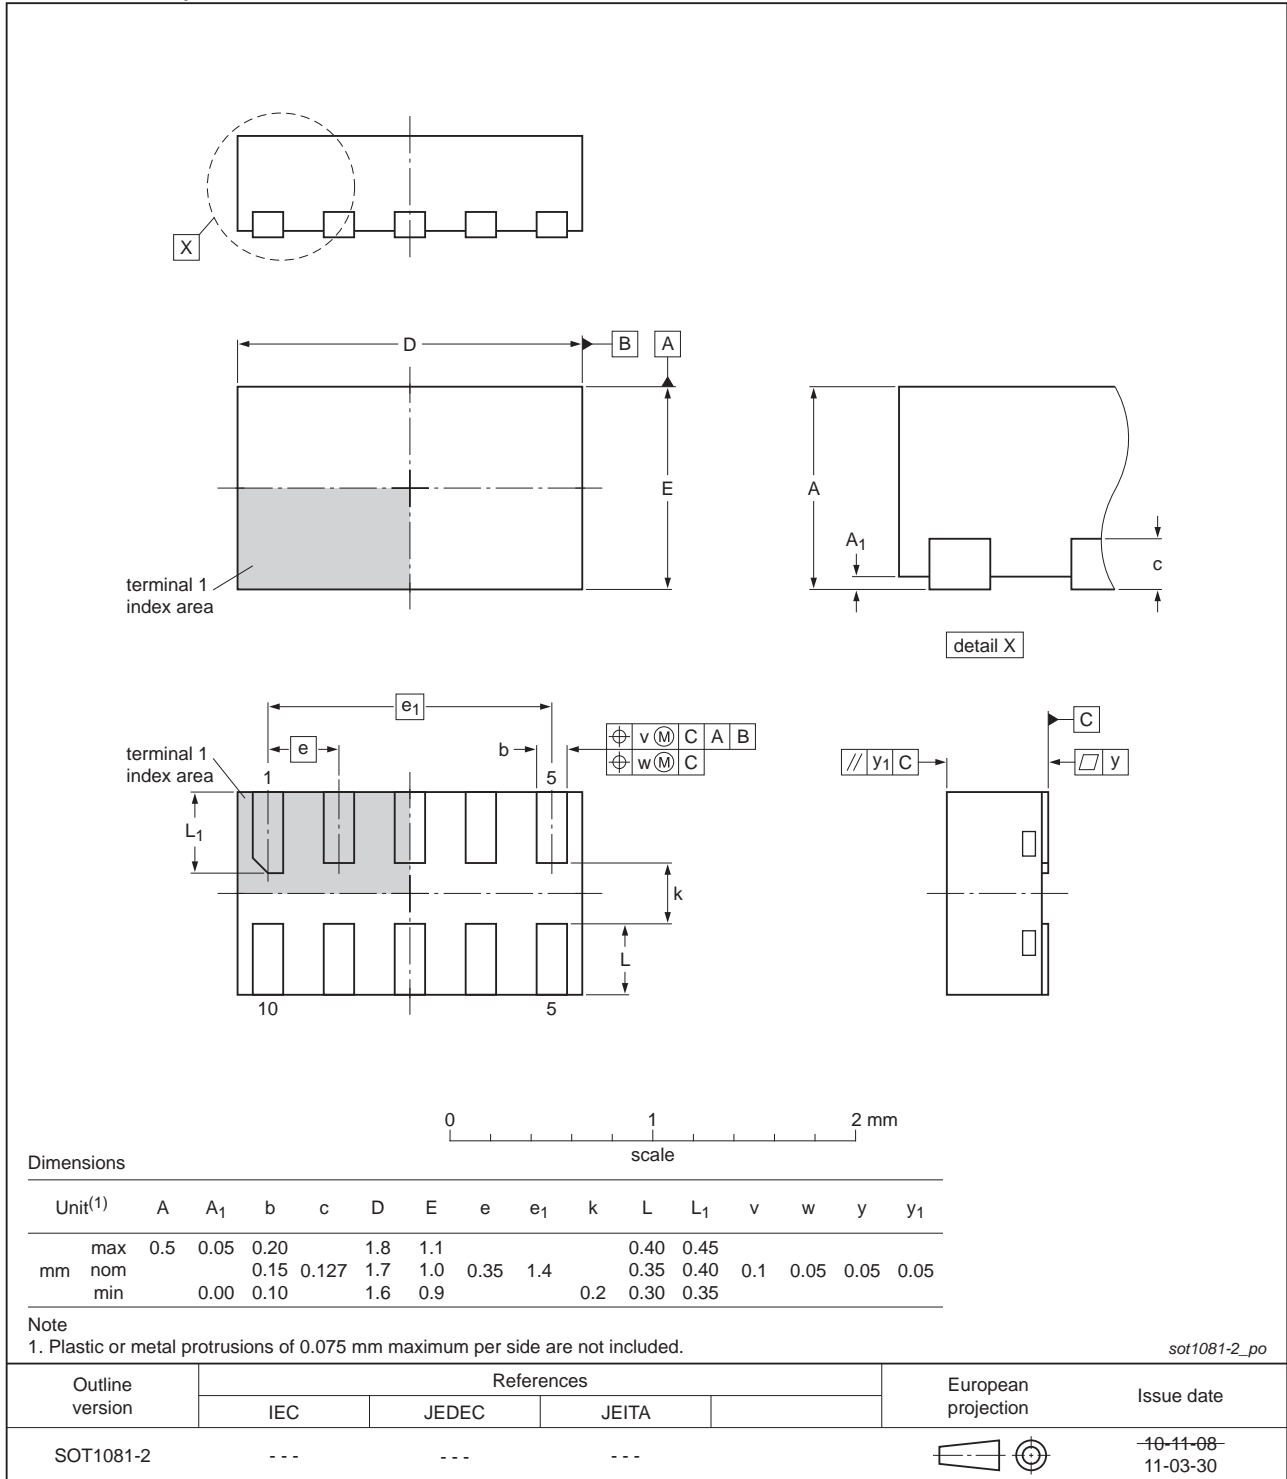 X
D
B
A
E
terminal 1
index area
A
A1
c
detail X
e1
e
b
v M C A B
w M C
terminal 1
index area
1
5
L1
k
L
10
5
C
// y1 C
y
0
1
2 mm
scale
Dimensions
Unit(1) A A1 b c D E e e1 k L L1 v w y y1
max 0.5 0.05 0.20 1.8 1.1 0.40 0.45
mm nom 0.15 0.127 1.7 1.0 0.35 1.4 0.35 0.40 0.1 0.05 0.05 0.05
min 0.00 0.10 1.6 0.9 0.2 0.30 0.35
Note
1. Plastic or metal protrusions of 0.075 mm maximum per side are not included.
sot1081-2_po
Outline
version
References
IEC JEDEC JEITA
European
projection
Issue date
SOT1081-2 - - - - - - - - -
10-11-08
11-03-30